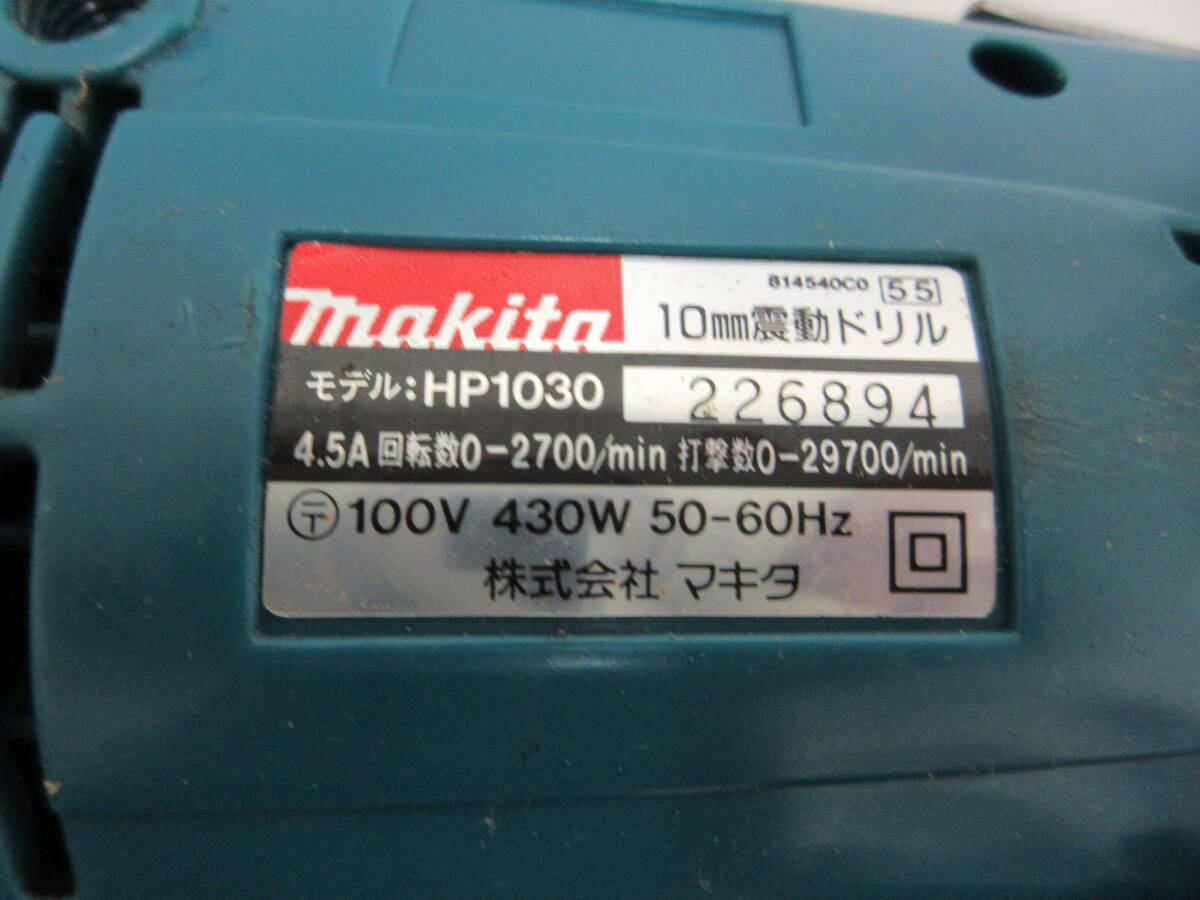 makita
814540C0 55
10mm震動ドリル
モデル:HP1030 226894
4.5A 回転数0-2700/min 打撃数0-29700/min
〒 100V 430W 50-60Hz
株式会社 マキタ